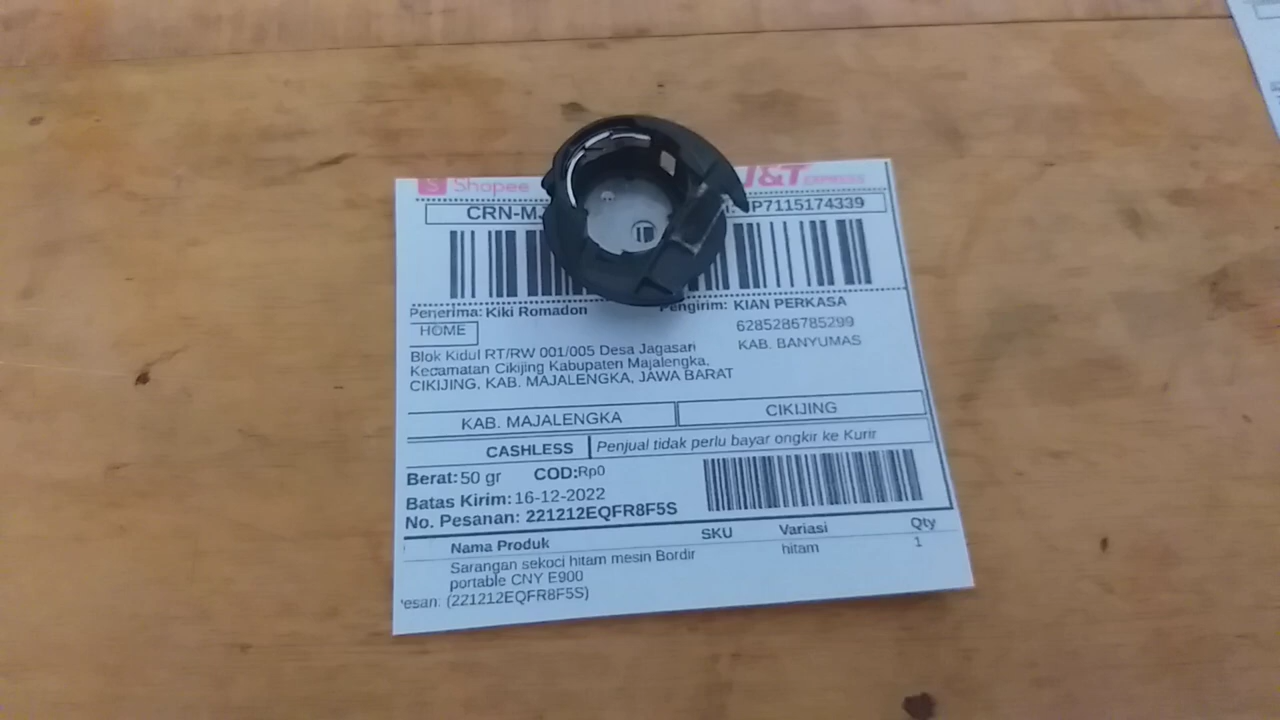 S Shopee J&T EXPRESS
CRN-M P7115174339
Penerima: Kiki Romadon Pengirim: KIAN PERKASA
HOME 6285286785299
Blok Kidul RT/RW 001/005 Desa Jagasari KAB. BANYUMAS
Kecamatan Cikijing Kabupaten Majalengka,
CIKIJING, KAB. MAJALENGKA, JAWA BARAT
KAB. MAJALENGKA CIKIJING
CASHLESS Penjual tidak perlu bayar ongkir ke Kurir
Berat: 50 gr COD: Rp0
Batas Kirim: 16-12-2022
No. Pesanan: 221212EQFR8F5S
Nama Produk SKU Variasi Qty
Sarangan sekoci hitam mesin Bordir hitam 1
portable CNY E900
esan: (221212EQFR8F5S)